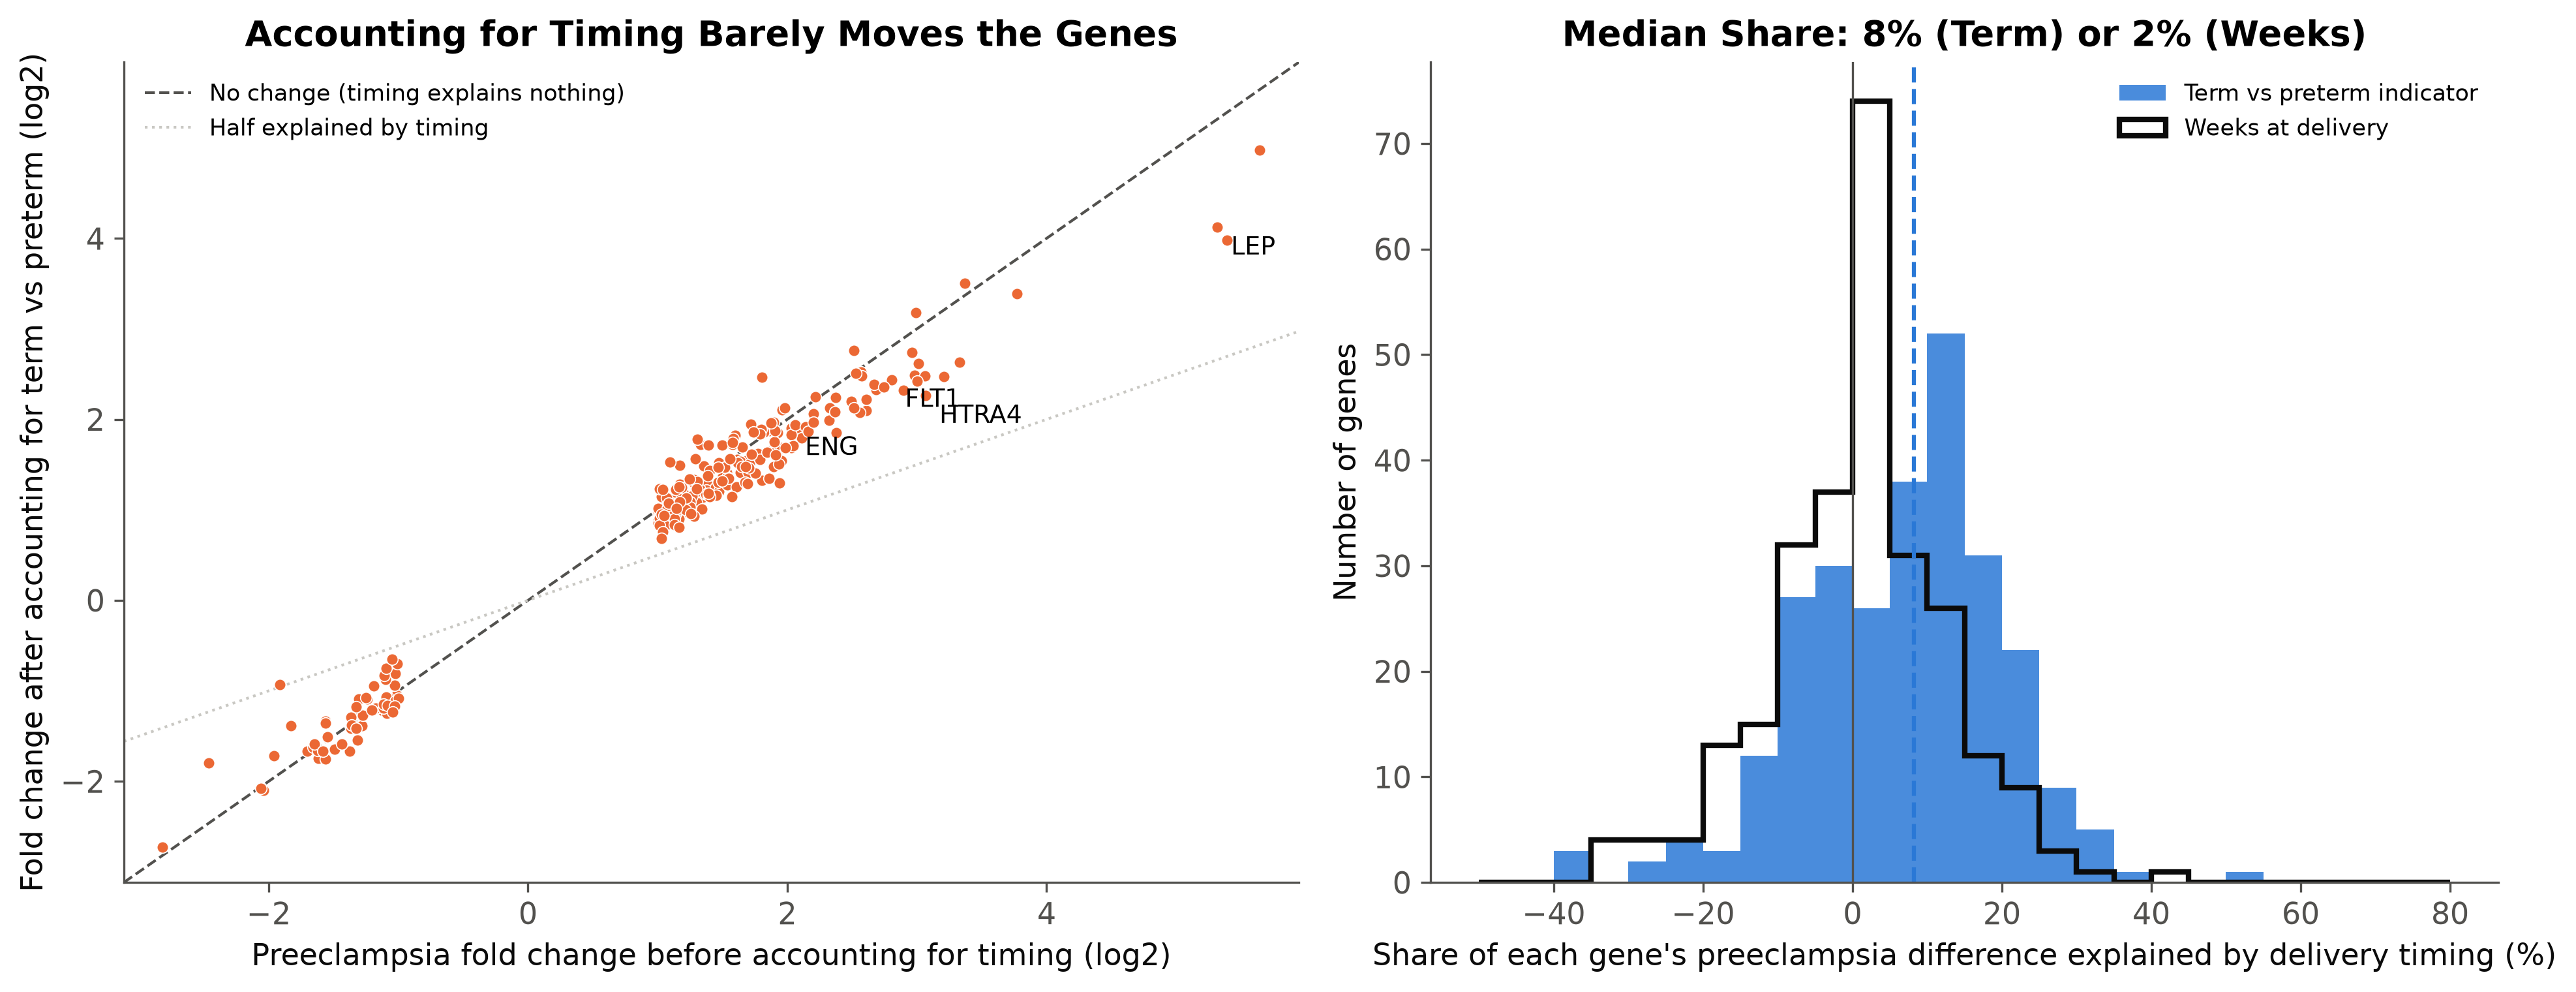 Accounting for Timing Barely Moves the Genes
Fold change after accounting for term vs preterm (log2)
No change (timing explains nothing)
Half explained by timing
4
2
0
−2
LEP
FLT1
HTRA4
ENG
−2
0
2
4
Preeclampsia fold change before accounting for timing (log2)
Median Share: 8% (Term) or 2% (Weeks)
Number of genes
Term vs preterm indicator
Weeks at delivery
70
60
50
40
30
20
10
0
−40
−20
0
20
40
60
80
Share of each gene's preeclampsia difference explained by delivery timing (%)